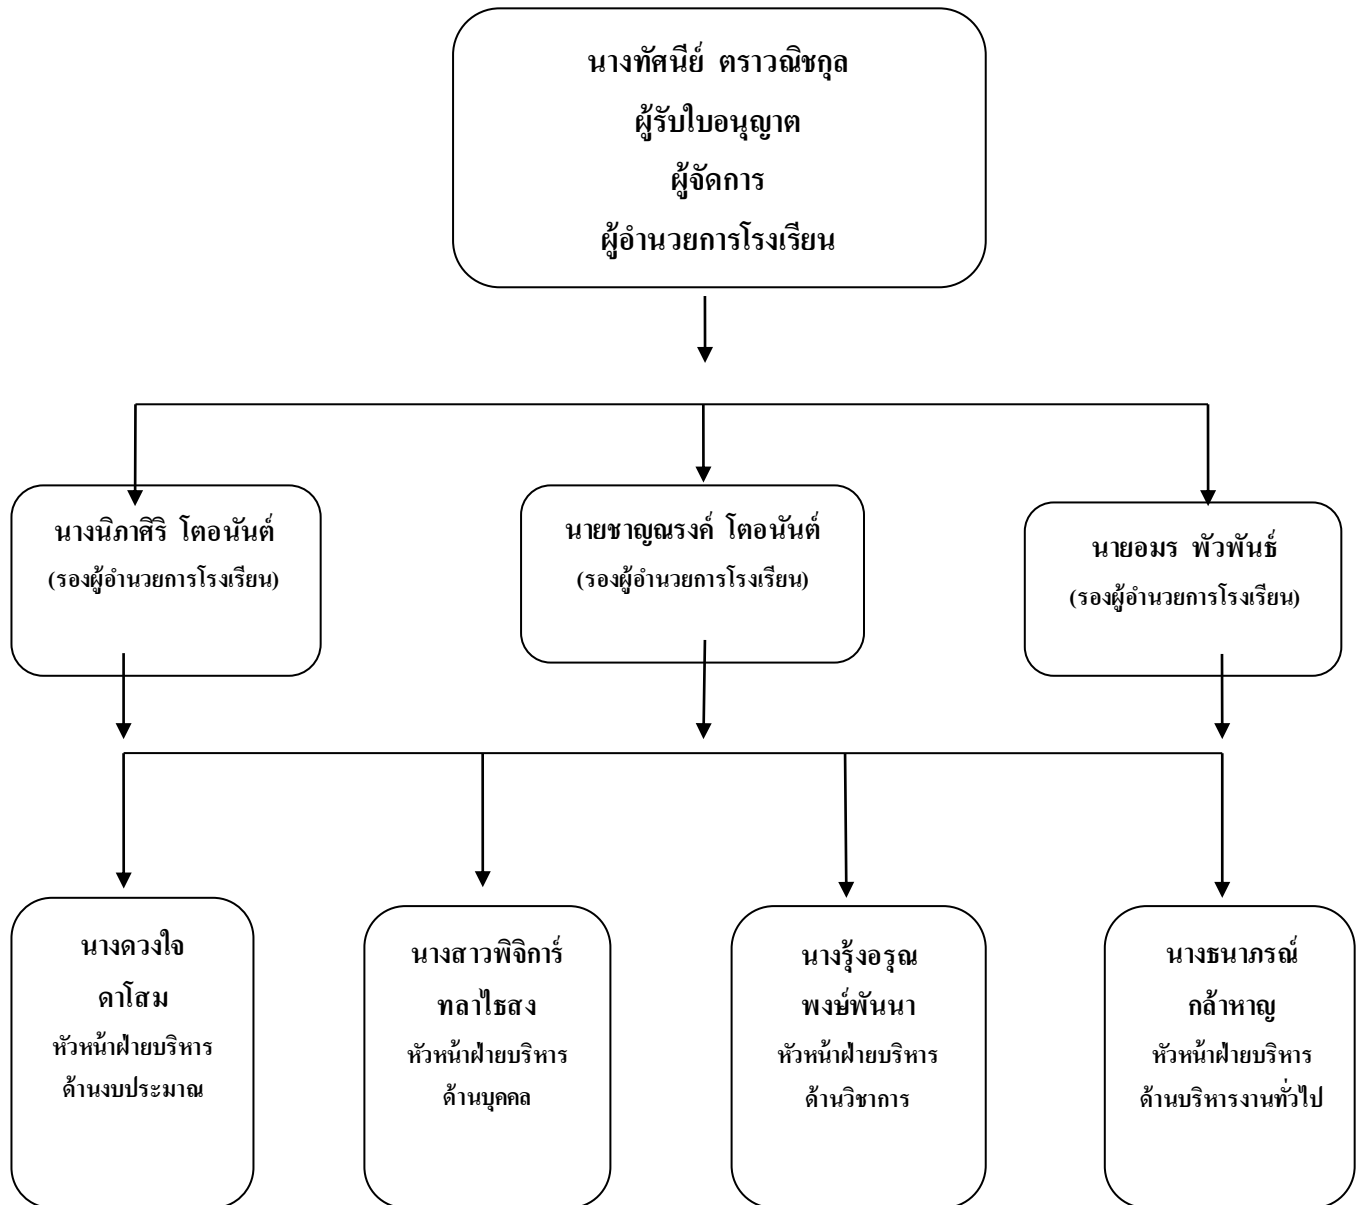 นางทัศนีย์ ตราวณิชกุล
ผู้รับใบอนุญาต
ผู้จัดการ
ผู้อำนวยการโรงเรียน
นางนิภาศิริ โตอนันต์
(รองผู้อำนวยการโรงเรียน)
นายชาญณรงค์ โตอนันต์
(รองผู้อำนวยการโรงเรียน)
นายอมร พัวพันธ์
(รองผู้อำนวยการโรงเรียน)
นางดวงใจ
ดาโสม
หัวหน้าฝ่ายบริหาร
ด้านงบประมาณ
นางสาวพิจิการ์
ทลาไธสง
หัวหน้าฝ่ายบริหาร
ด้านบุคคล
นางรุ้งอรุณ
พงษ์พันนา
หัวหน้าฝ่ายบริหาร
ด้านวิชาการ
นางธนาภรณ์
กล้าหาญ
หัวหน้าฝ่ายบริหาร
ด้านบริหารงานทั่วไป